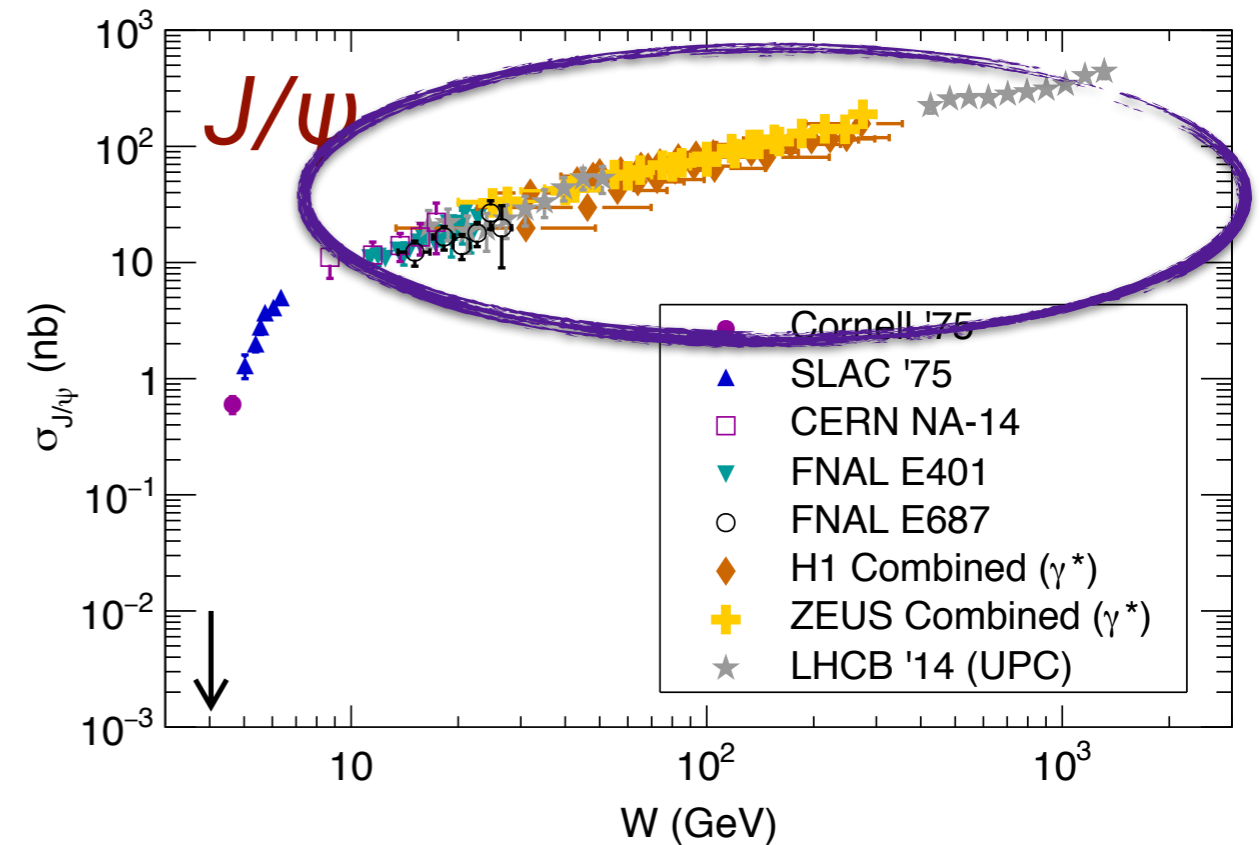 10³
J/ψ
10²
10
1
10⁻¹
10⁻²
10⁻³
σJ/ψ (nb)
Cornell '75
SLAC '75
CERN NA-14
FNAL E401
FNAL E687
H1 Combined (γ*)
ZEUS Combined (γ*)
LHCB '14 (UPC)
10
10²
10³
W (GeV)